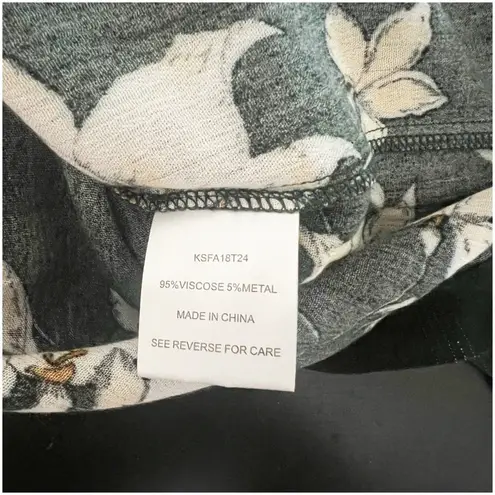 KSFA18T24
95%VISCOSE 5%METAL
MADE IN CHINA
SEE REVERSE FOR CARE